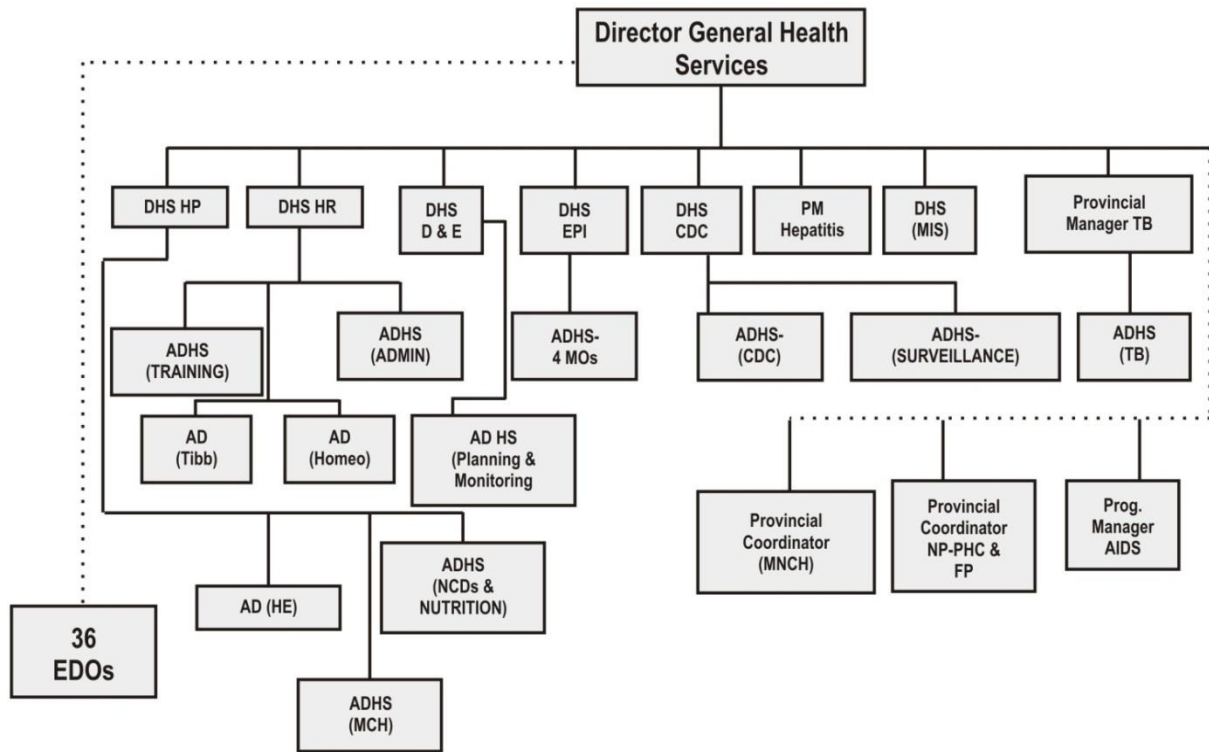 Director General Health
Services
DHS HP
DHS HR
DHS
D & E
DHS
EPI
DHS
CDC
PM
Hepatitis
DHS
(MIS)
Provincial
Manager TB
ADHS
(TRAINING)
ADHS
(ADMIN)
ADHS-
4 MOs
ADHS-
(CDC)
ADHS-
(SURVEILLANCE)
ADHS
(TB)
AD
(Tibb)
AD
(Homeo)
AD HS
(Planning &
Monitoring
Provincial
Coordinator
(MNCH)
Provincial
Coordinator
NP-PHC &
FP
Prog.
Manager
AIDS
AD (HE)
ADHS
(NCDs &
NUTRITION)
36
EDOs
ADHS
(MCH)